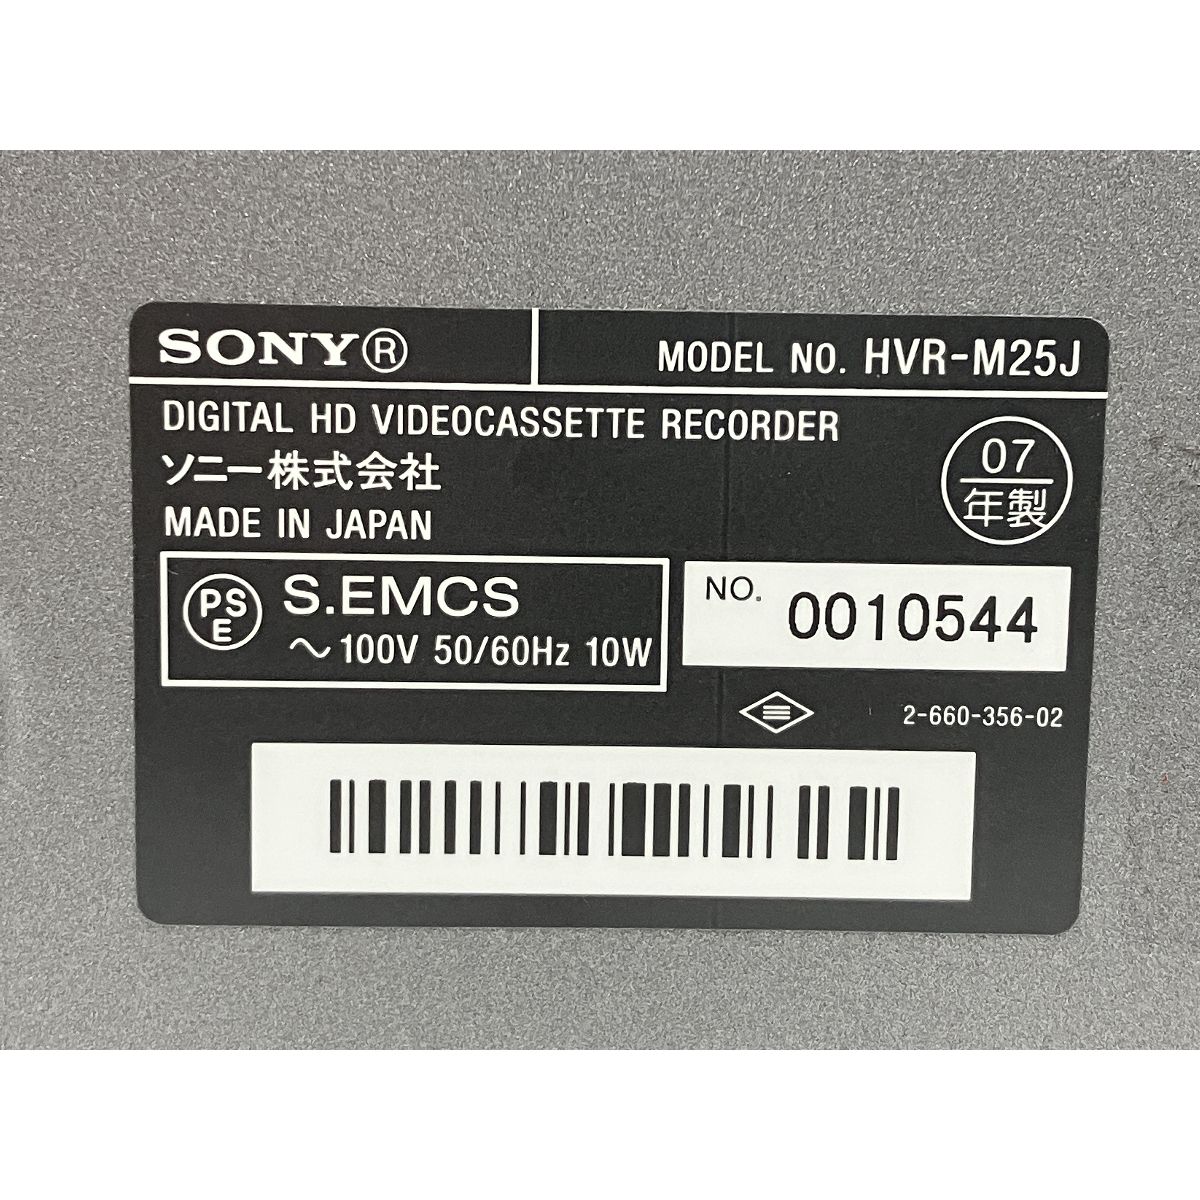 SONY®
MODEL NO. HVR-M25J
DIGITAL HD VIDEOCASSETTE RECORDER
ソニー株式会社
MADE IN JAPAN
07
年製
PS
E
S.EMCS
～100V 50/60Hz 10W
NO. 0010544
2-660-356-02